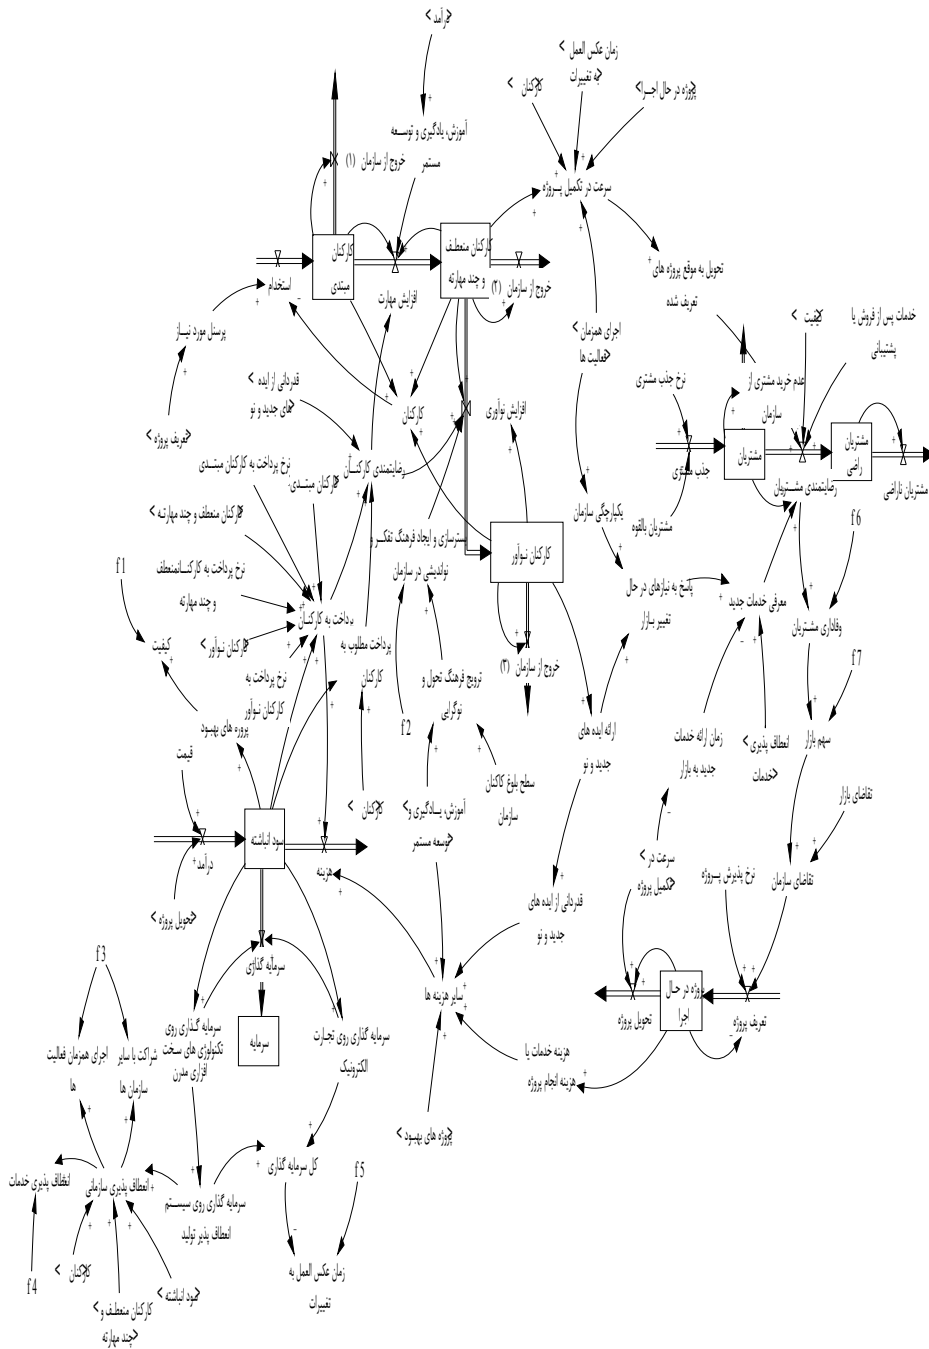 <درآمد>
زمان عکس العمل
<به تغییرات>
<کارکنان>
<پروژه در حال اجرا>
آموزش، یادگیری و توسعه
مستمر
خروج از سازمان (۱)
سرعت در تکمیل پروژه
کارکنان
مبتدی
کارکنان منعطف
و چند مهارته
استخدام
افزایش مهارت
خروج از سازمان (۲)
تحویل به موقع پروژه های
تعریف شده
پرسنل مورد نیاز
اجرای همزمان
فعالیت ها
<کیفیت>
خدمات پس از فروش یا
پشتیبانی
قدردانی از ایده
های جدید و نو
نرخ جذب مشتری
عدم خرید مشتری از
سازمان
کارکنان
افزایش نوآوری
<تعریف پروژه>
مشتریان
مشتریان
راضی
جذب مشتری
مشتریان ناراضی
رضایتمندی کارکنان
نرخ پرداخت به کارکنان مبتدی
<کارکنان مبتدی>
رضایتمندی مشتریان
<کارکنان منعطف و چند مهارته>
یکپارچگی سازمان
مشتریان بالقوه
f6
بسترسازی و ایجاد فرهنگ تفکر و
نواندیشی در سازمان
کارکنان نوآور
f1
نرخ پرداخت به کارکنان منعطف
و چند مهارته
پاسخ به نیازهای در حال
تغییر بازار
معرفی خدمات جدید
وفاداری مشتریان
پرداخت به کارکنان
کیفیت
<کارکنان نوآور>
پرداخت مطلوب به
کارکنان
خروج از سازمان (۳)
f7
نرخ پرداخت به
کارکنان نوآور
ترویج فرهنگ تحول و
نوگرایی
f2
پروژه های بهبود
ارائه ایده های
جدید و نو
زمان ارائه خدمات
جدید به بازار
<انعطاف پذیری
خدمات>
سهم بازار
قیمت
سطح بلوغ کاکنان
سازمان
تقاضای بازار
<کارکنان>
<آموزش، یادگیری و
توسعه مستمر>
سود انباشته
درآمد
هزینه
<سرعت در
تکمیل پروژه>
نرخ پذیرش پروژه
تقاضای سازمان
<تحویل پروژه>
قدردانی از ایده های
جدید و نو
f3
سرمایه گذاری
سایر هزینه ها
پروژه در حال
اجرا
تحویل پروژه
تعریف پروژه
سرمایه گذاری روی
تکنولوژی های سخت
افزاری مدرن
سرمایه
سرمایه گذاری روی تجارت
الکترونیک
اجرای همزمان فعالیت
ها
شراکت با سایر
سازمان ها
هزینه خدمات یا
هزینه انجام پروژه
<پروژه های بهبود>
کل سرمایه گذاری
f5
انعطاف پذیری خدمات
انعطاف پذیری سازمانی
سرمایه گذاری روی سیستم
انعطاف پذیر تولید
f4
<کارکنان>
<سود انباشته>
<کارکنان منعطف و
چند مهارته>
زمان عکس العمل به
تغییرات